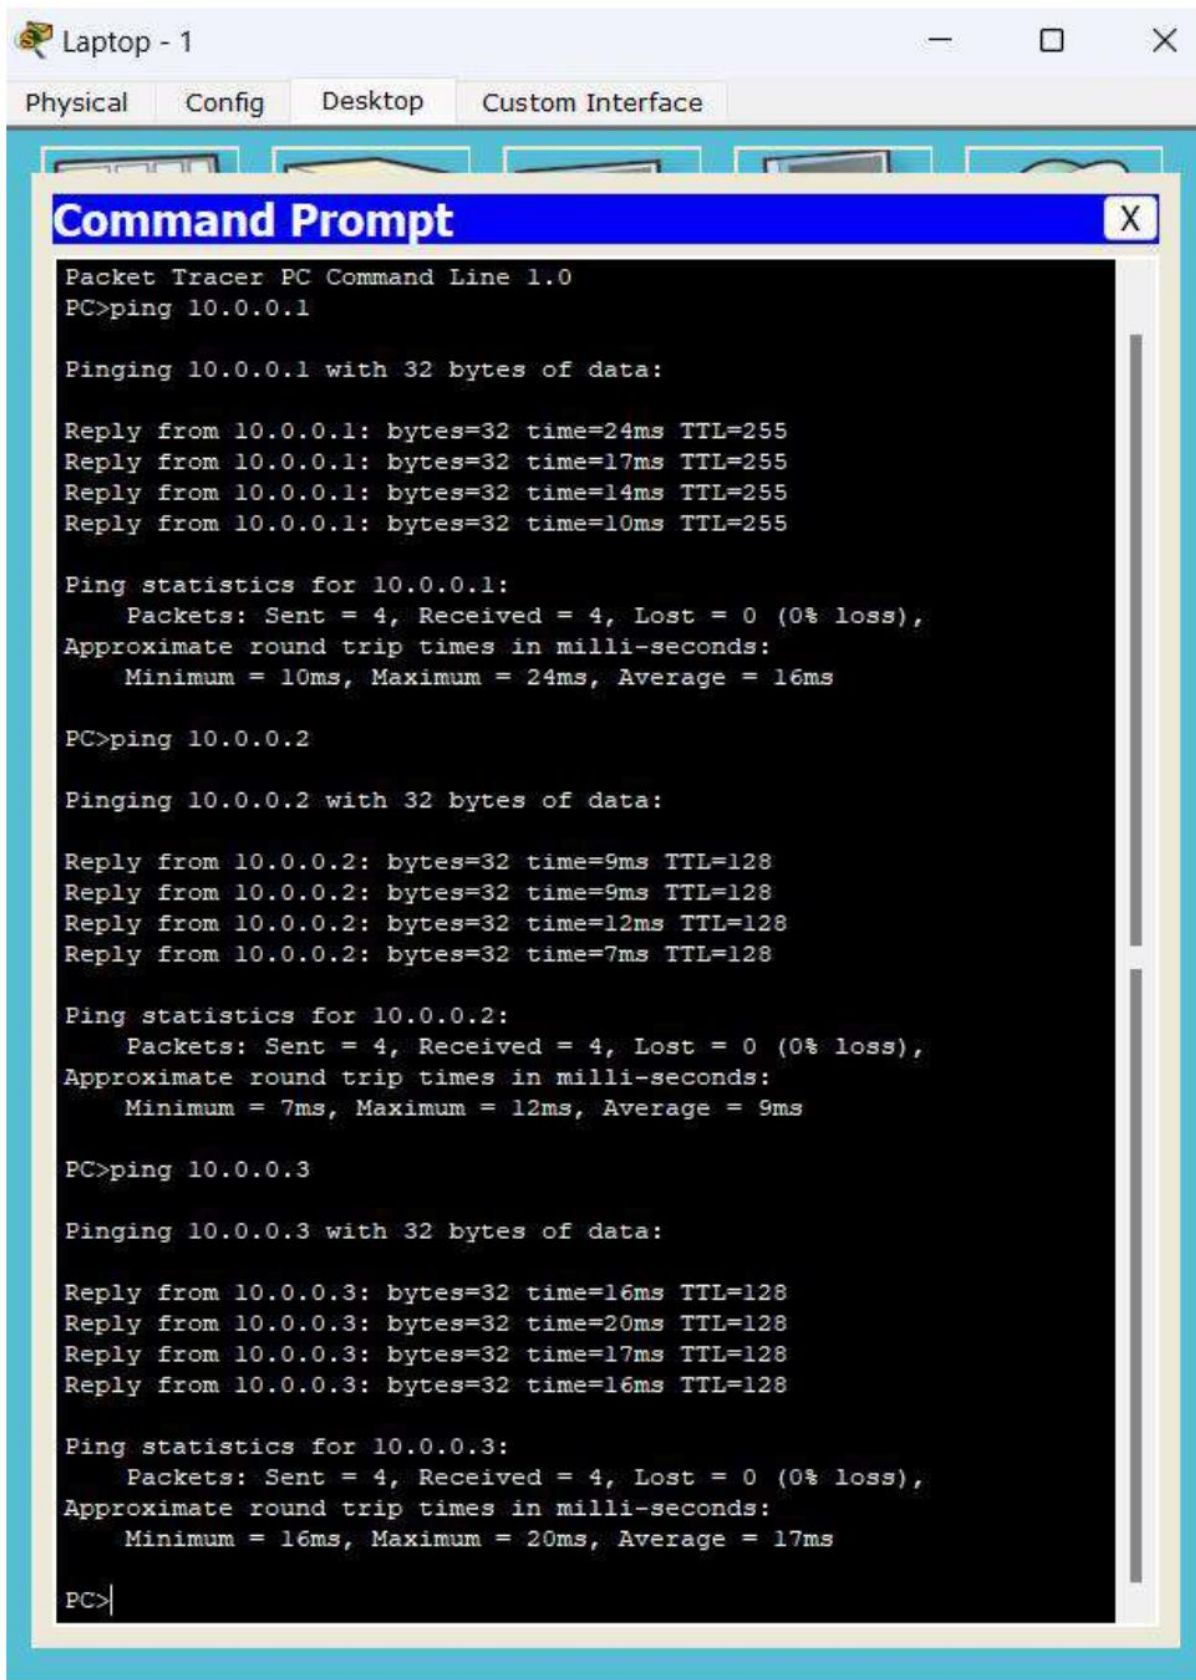 Laptop - 1
Physical Config Desktop Custom Interface
Command Prompt X
Packet Tracer PC Command Line 1.0
PC>ping 10.0.0.1
Pinging 10.0.0.1 with 32 bytes of data:
Reply from 10.0.0.1: bytes=32 time=24ms TTL=255
Reply from 10.0.0.1: bytes=32 time=17ms TTL=255
Reply from 10.0.0.1: bytes=32 time=14ms TTL=255
Reply from 10.0.0.1: bytes=32 time=10ms TTL=255
Ping statistics for 10.0.0.1:
Packets: Sent = 4, Received = 4, Lost = 0 (0% loss),
Approximate round trip times in milli-seconds:
Minimum = 10ms, Maximum = 24ms, Average = 16ms
PC>ping 10.0.0.2
Pinging 10.0.0.2 with 32 bytes of data:
Reply from 10.0.0.2: bytes=32 time=9ms TTL=128
Reply from 10.0.0.2: bytes=32 time=9ms TTL=128
Reply from 10.0.0.2: bytes=32 time=12ms TTL=128
Reply from 10.0.0.2: bytes=32 time=7ms TTL=128
Ping statistics for 10.0.0.2:
Packets: Sent = 4, Received = 4, Lost = 0 (0% loss),
Approximate round trip times in milli-seconds:
Minimum = 7ms, Maximum = 12ms, Average = 9ms
PC>ping 10.0.0.3
Pinging 10.0.0.3 with 32 bytes of data:
Reply from 10.0.0.3: bytes=32 time=16ms TTL=128
Reply from 10.0.0.3: bytes=32 time=20ms TTL=128
Reply from 10.0.0.3: bytes=32 time=17ms TTL=128
Reply from 10.0.0.3: bytes=32 time=16ms TTL=128
Ping statistics for 10.0.0.3:
Packets: Sent = 4, Received = 4, Lost = 0 (0% loss),
Approximate round trip times in milli-seconds:
Minimum = 16ms, Maximum = 20ms, Average = 17ms
PC>